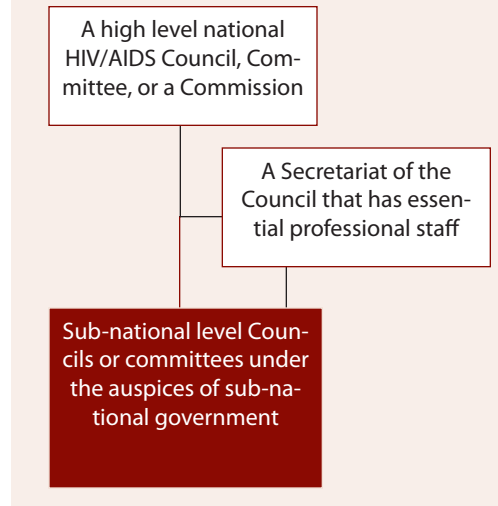 A high level national
HIV/AIDS Council, Com-
mittee, or a Commission
A Secretariat of the
Council that has essen-
tial professional staff
Sub-national level Coun-
cils or committees under
the auspices of sub-na-
tional government